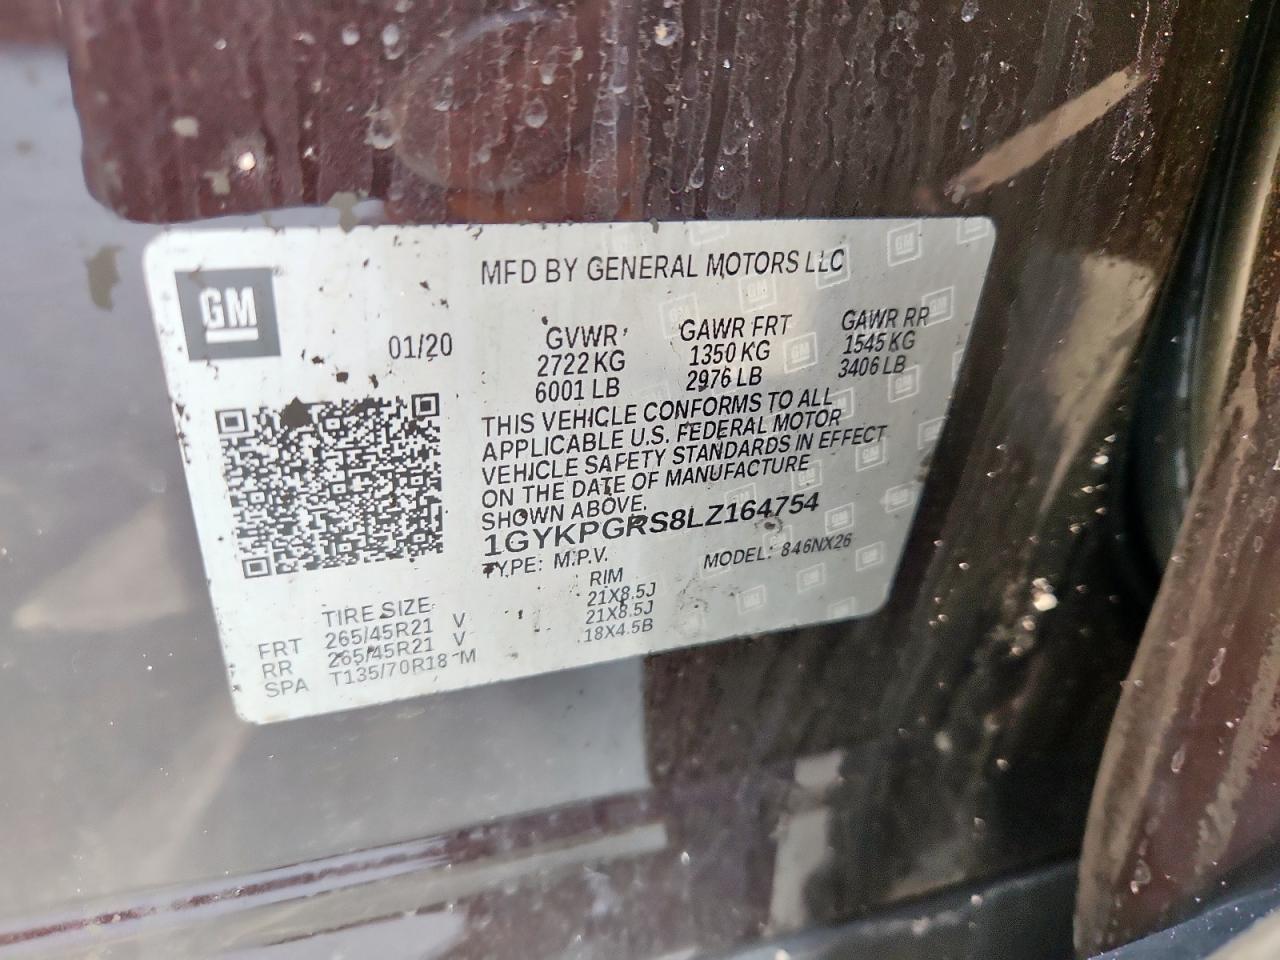 GM
MFD BY GENERAL MOTORS LLC
01/20
GVWR GAWR FRT GAWR RR
2722 KG 1350 KG 1545 KG
6001 LB 2976 LB 3406 LB
THIS VEHICLE CONFORMS TO ALL
APPLICABLE U.S. FEDERAL MOTOR
VEHICLE SAFETY STANDARDS IN EFFECT
ON THE DATE OF MANUFACTURE
SHOWN ABOVE.
1GYKPGRS8LZ164754
TYPE: M.P.V. MODEL: 846NX26
TIRE SIZE RIM
FRT 265/45R21 V 21X8.5J
RR 265/45R21 V 21X8.5J
SPA T135/70R18 M 18X4.5B